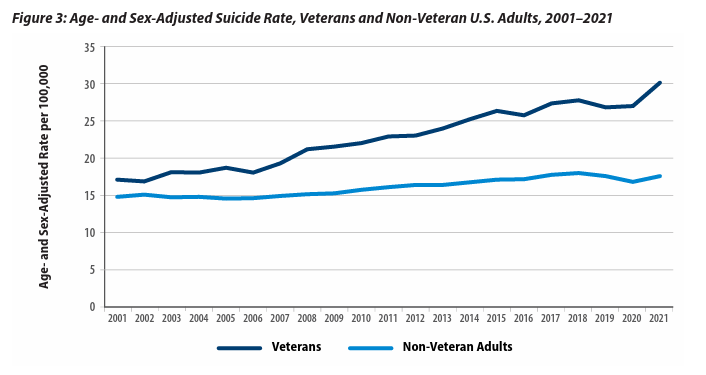 Figure 3: Age- and Sex-Adjusted Suicide Rate, Veterans and Non-Veteran U.S. Adults, 2001–2021
Age- and Sex-Adjusted Rate per 100,000
35
30
25
20
15
10
5
0
2001 2002 2003 2004 2005 2006 2007 2008 2009 2010 2011 2012 2013 2014 2015 2016 2017 2018 2019 2020 2021
Veterans Non-Veteran Adults